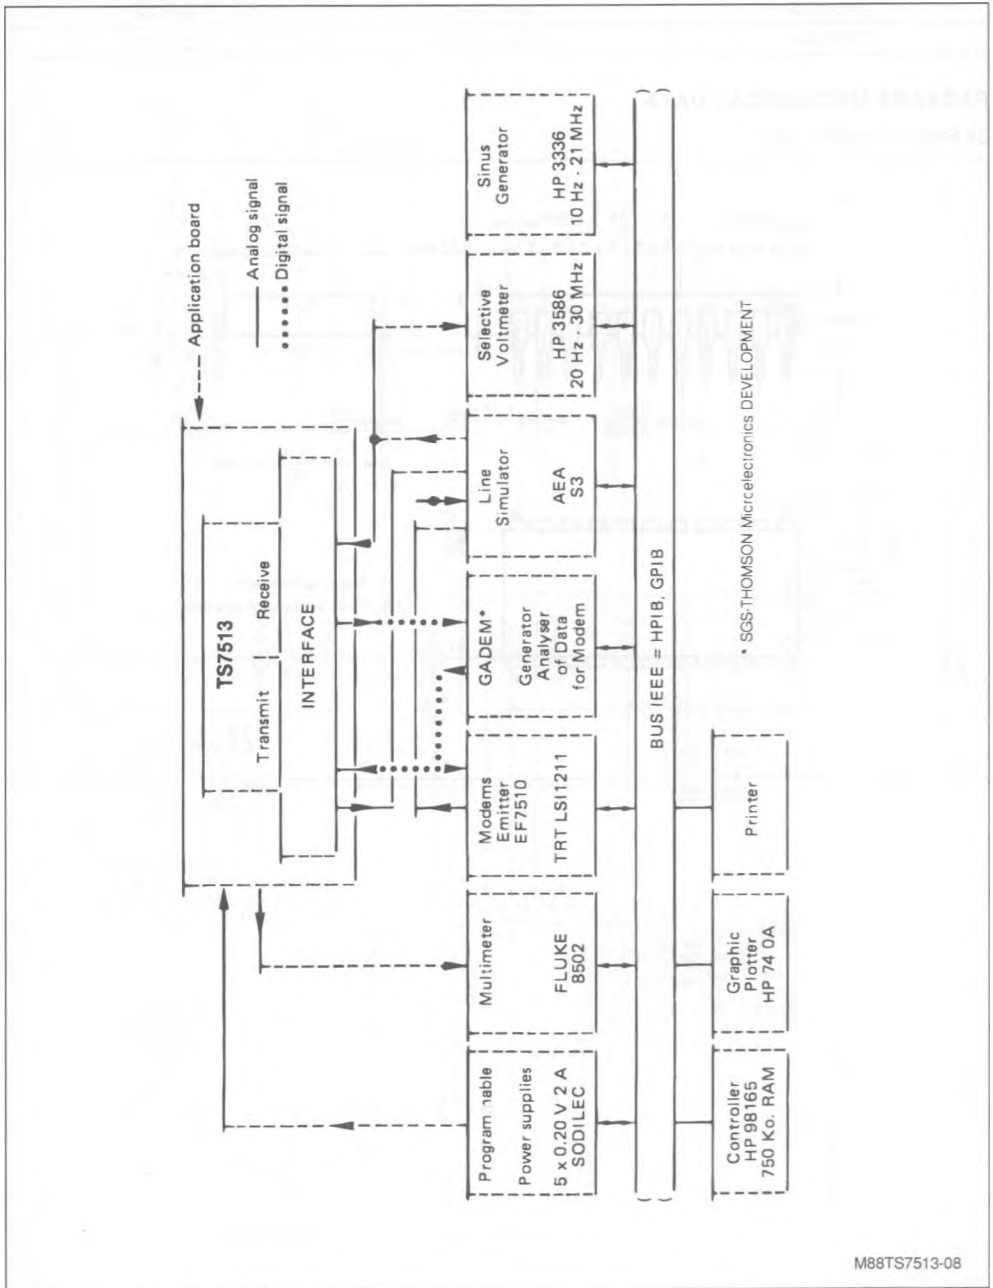 Application board
Analog signal
Digital signal
TS7513
Transmit Receive
INTERFACE
Programmable
Power supplies
5 x 0.20 V 2 A
SODILEC
Multimeter
FLUKE
8502
Modems
Emitter
EF7510
TRT LSI1211
GADEM*
Generator
Analyser
of Data
for Modem
Line
Simulator
AEA
S3
Selective
Voltmeter
HP 3586
20 Hz - 30 MHz
Sinus
Generator
HP 3336
10 Hz - 21 MHz
BUS IEEE = HPIB, GPIB
Controller
HP 98165
750 Ko. RAM
Graphic
Plotter
HP 74 0A
Printer
* SGS-THOMSON Microelectronics DEVELOPMENT
M88TS7513-08